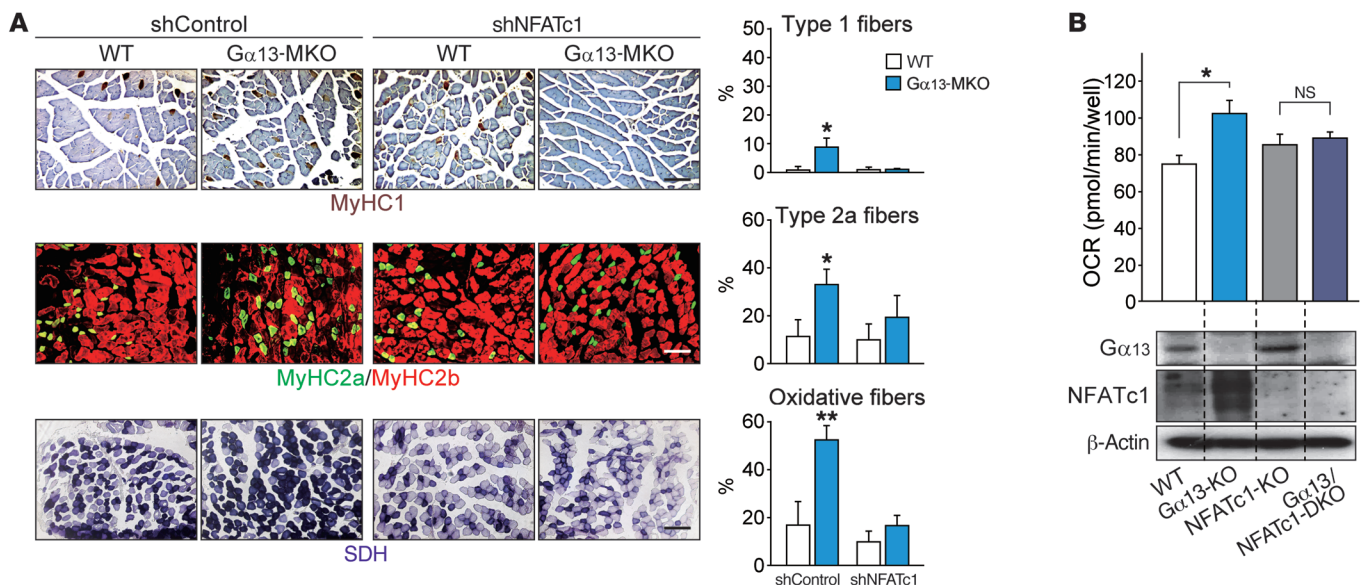 A
shControl
shNFATc1
WT
Gα13-MKO
WT
Gα13-MKO
MyHC1
MyHC2a/MyHC2b
SDH
Type 1 fibers
50
40
30
20
10
0
%
WT
Gα13-MKO
*
Type 2a fibers
60
40
20
0
%
*
Oxidative fibers
60
40
20
0
%
**
shControl
shNFATc1
B
120
100
80
60
40
20
0
OCR (pmol/min/well)
*
NS
Gα13
NFATc1
β-Actin
WT
Gα13-KO
NFATc1-KO
Gα13/
NFATc1-DKO